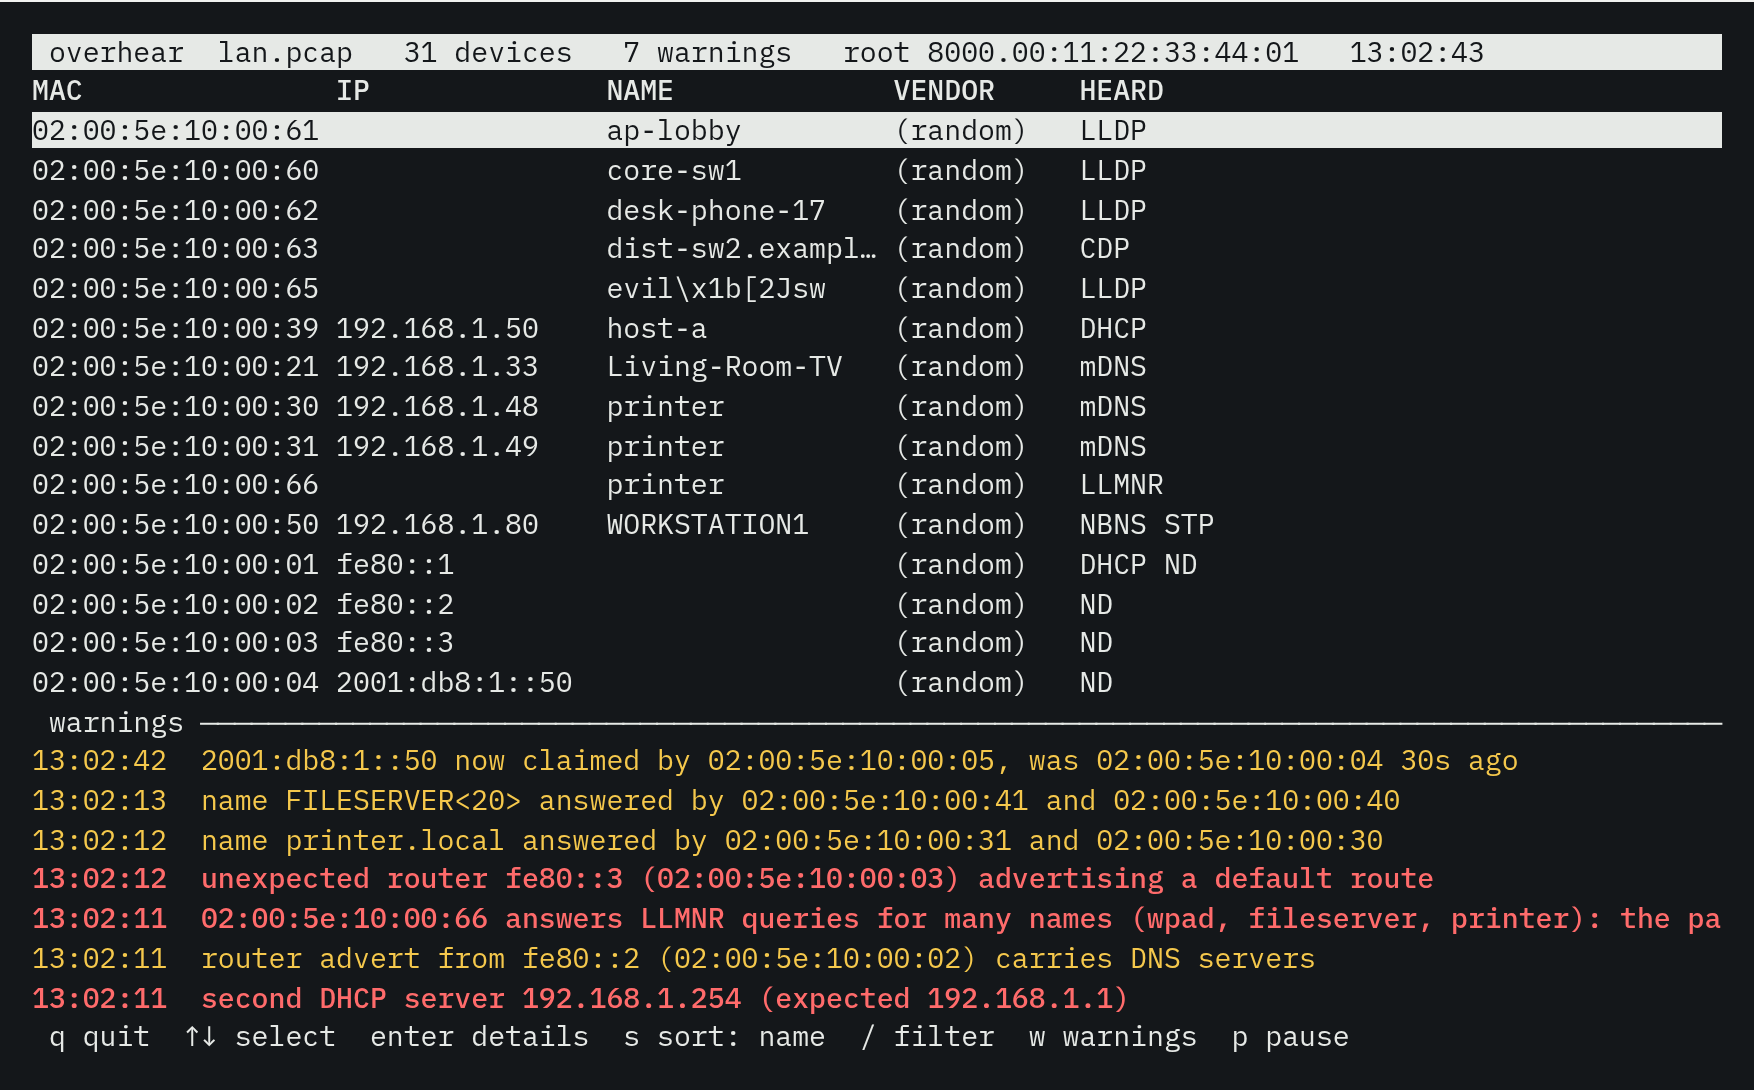 overhear  lan.pcap   31 devices   7 warnings   root 8000.00:11:22:33:44:01   13:02:43
MAC               IP              NAME             VENDOR     HEARD
02:00:5e:10:00:61                 ap-lobby         (random)   LLDP
02:00:5e:10:00:60                 core-sw1         (random)   LLDP
02:00:5e:10:00:62                 desk-phone-17    (random)   LLDP
02:00:5e:10:00:63                 dist-sw2.exampl… (random)   CDP
02:00:5e:10:00:65                 evil\x1b[2Jsw    (random)   LLDP
02:00:5e:10:00:39 192.168.1.50    host-a           (random)   DHCP
02:00:5e:10:00:21 192.168.1.33    Living-Room-TV   (random)   mDNS
02:00:5e:10:00:30 192.168.1.48    printer          (random)   mDNS
02:00:5e:10:00:31 192.168.1.49    printer          (random)   mDNS
02:00:5e:10:00:66                 printer          (random)   LLMNR
02:00:5e:10:00:50 192.168.1.80    WORKSTATION1     (random)   NBNS STP
02:00:5e:10:00:01 fe80::1                          (random)   DHCP ND
02:00:5e:10:00:02 fe80::2                          (random)   ND
02:00:5e:10:00:03 fe80::3                          (random)   ND
02:00:5e:10:00:04 2001:db8:1::50                   (random)   ND
warnings
13:02:42  2001:db8:1::50 now claimed by 02:00:5e:10:00:05, was 02:00:5e:10:00:04 30s ago
13:02:13  name FILESERVER<20> answered by 02:00:5e:10:00:41 and 02:00:5e:10:00:40
13:02:12  name printer.local answered by 02:00:5e:10:00:31 and 02:00:5e:10:00:30
13:02:12  unexpected router fe80::3 (02:00:5e:10:00:03) advertising a default route
13:02:11  02:00:5e:10:00:66 answers LLMNR queries for many names (wpad, fileserver, printer): the pa
13:02:11  router advert from fe80::2 (02:00:5e:10:00:02) carries DNS servers
13:02:11  second DHCP server 192.168.1.254 (expected 192.168.1.1)
q quit  ↑↓ select  enter details  s sort: name  / filter  w warnings  p pause